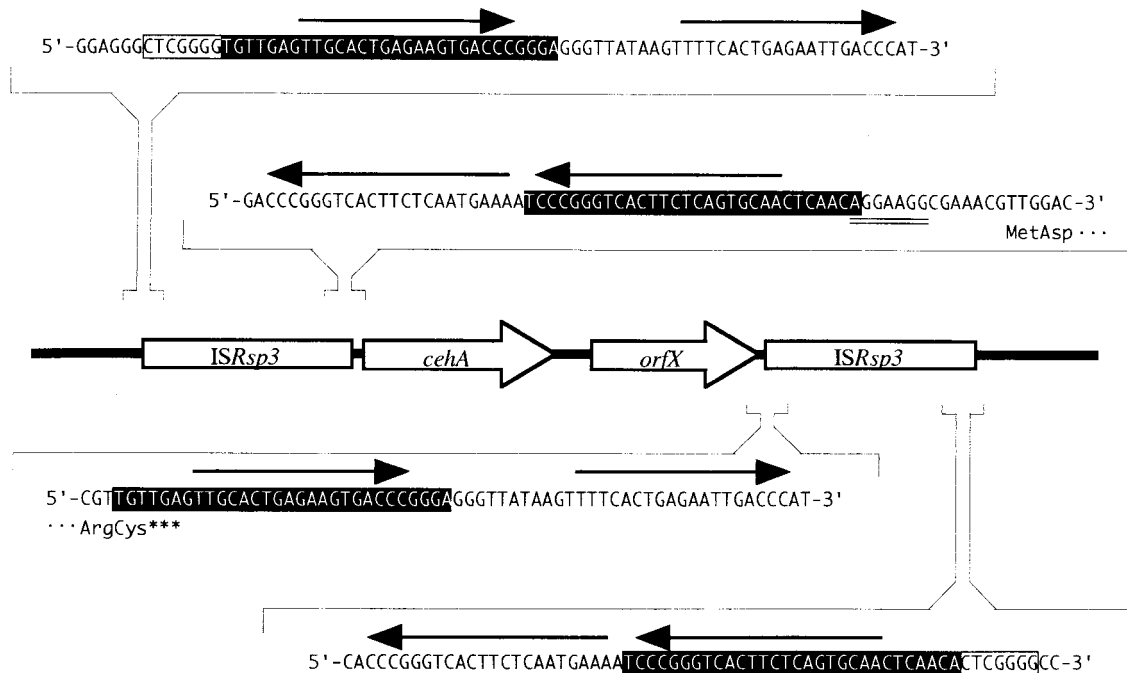 5'-GGAGGGCTCGGGGTGTTGAGTTGCACTGAGAAGTGACCCGGGAGGGTTATAAGTTTTCACTGAGAATTGACCCAT-3'
5'-GACCCGGGTCACTTCTCAATGAAAATCCCGGGTCACTTCTCAGTGCAACTCAACAGGAAGGCGAAACGTTGGAC-3'
MetAsp ···
ISRsp3 cehA orfX ISRsp3
5'-CGTTGTTGAGTTGCACTGAGAAGTGACCCGGGAGGGTTATAAGTTTTCACTGAGAATTGACCCAT-3'
···ArgCys***
5'-CACCCGGGTCACTTCTCAATGAAAATCCCGGGTCACTTCTCAGTGCAACTCAACACTCGGGGCC-3'